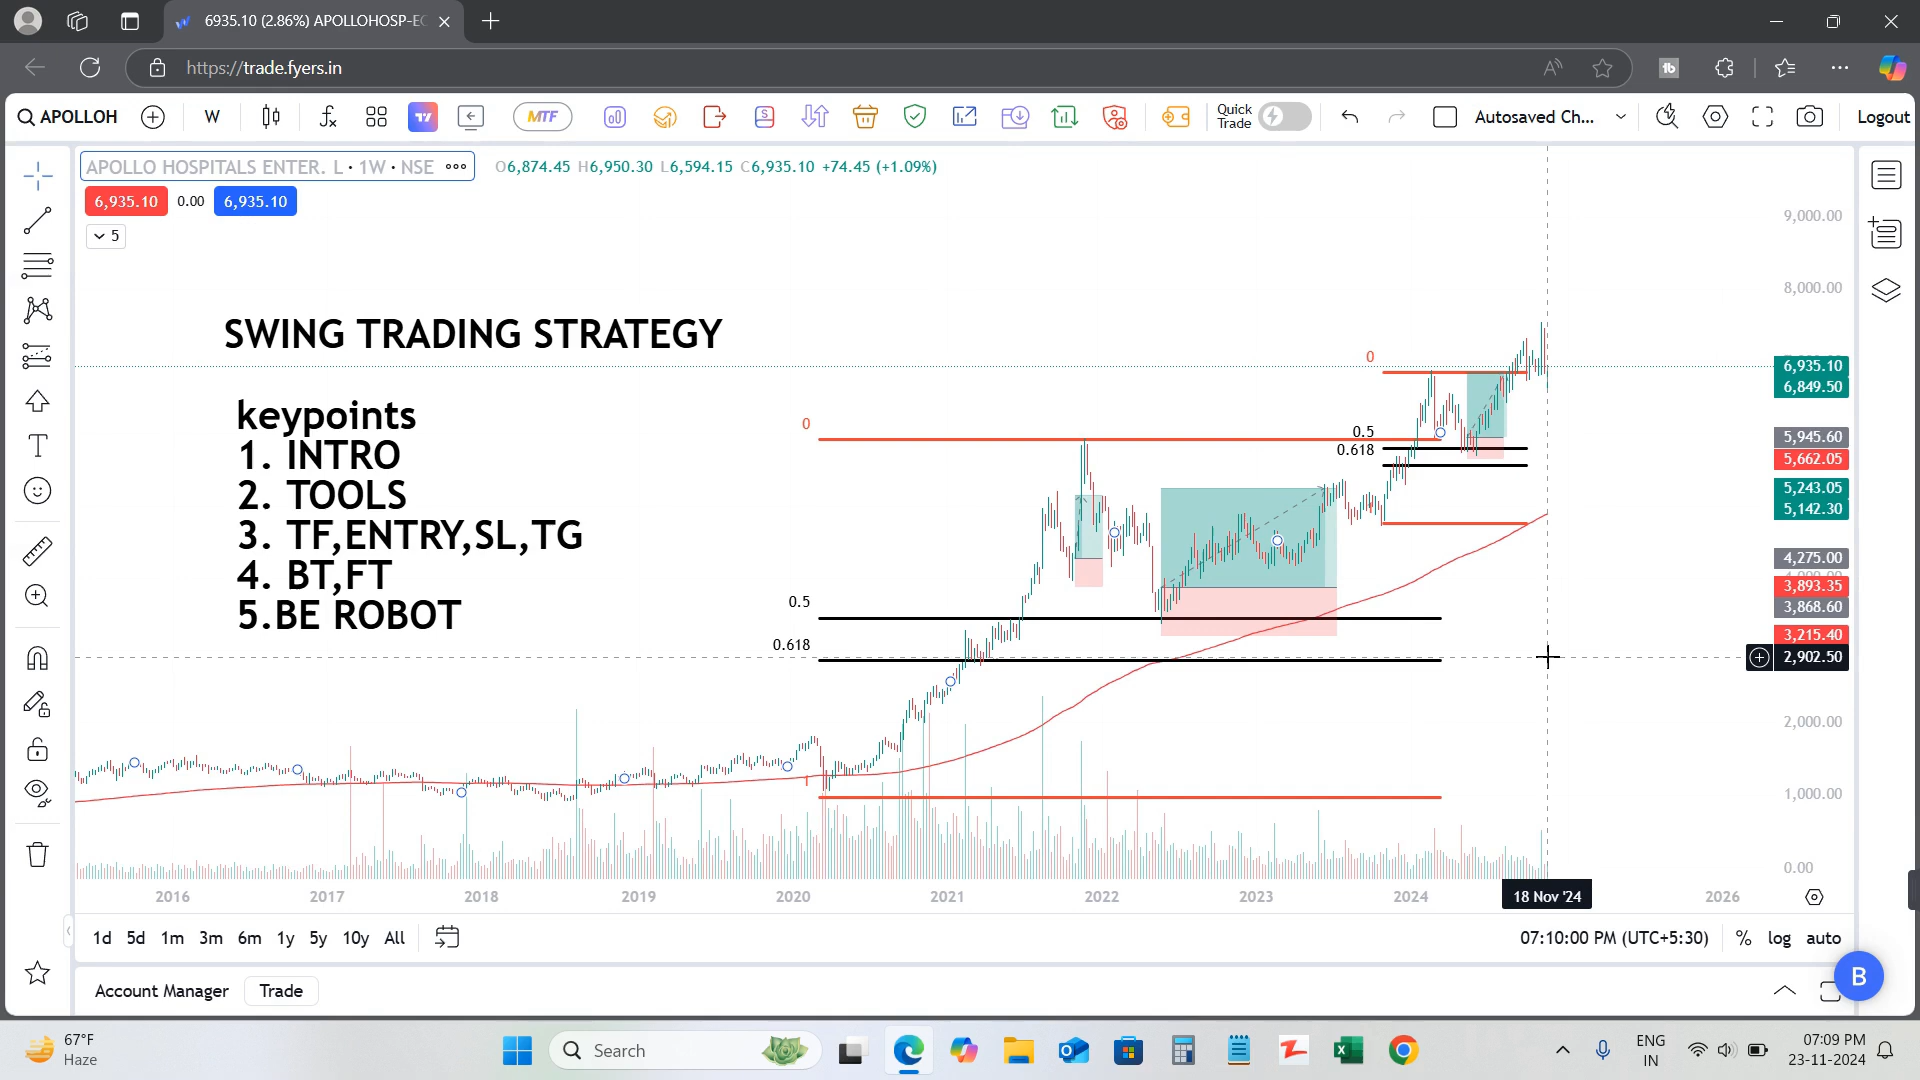 6935.10 (2.86%) APOLLOHOSP-EC
https://trade.fyers.in
APOLLOH
W
MTF
Quick
Trade
Autosaved Ch...
Logout
APOLLO HOSPITALS ENTER. L · 1W · NSE
O6,874.45 H6,950.30 L6,594.15 C6,935.10 +74.45 (+1.09%)
6,935.10 0.00 6,935.10
5
SWING TRADING STRATEGY
keypoints
1. INTRO
2. TOOLS
3. TF,ENTRY,SL,TG
4. BT,FT
5.BE ROBOT
0
0.5
0.618
0
0.5
0.618
9,000.00
8,000.00
6,935.10
6,849.50
5,945.60
5,662.05
5,243.05
5,142.30
4,275.00
3,893.35
3,868.60
3,215.40
2,902.50
2,000.00
1,000.00
0.00
2016 2017 2018 2019 2020 2021 2022 2023 2024 18 Nov '24 2026
1d 5d 1m 3m 6m 1y 5y 10y All
07:10:00 PM (UTC+5:30) % log auto
Account Manager Trade
B
67°F
Haze
Search
ENG
IN
07:09 PM
23-11-2024